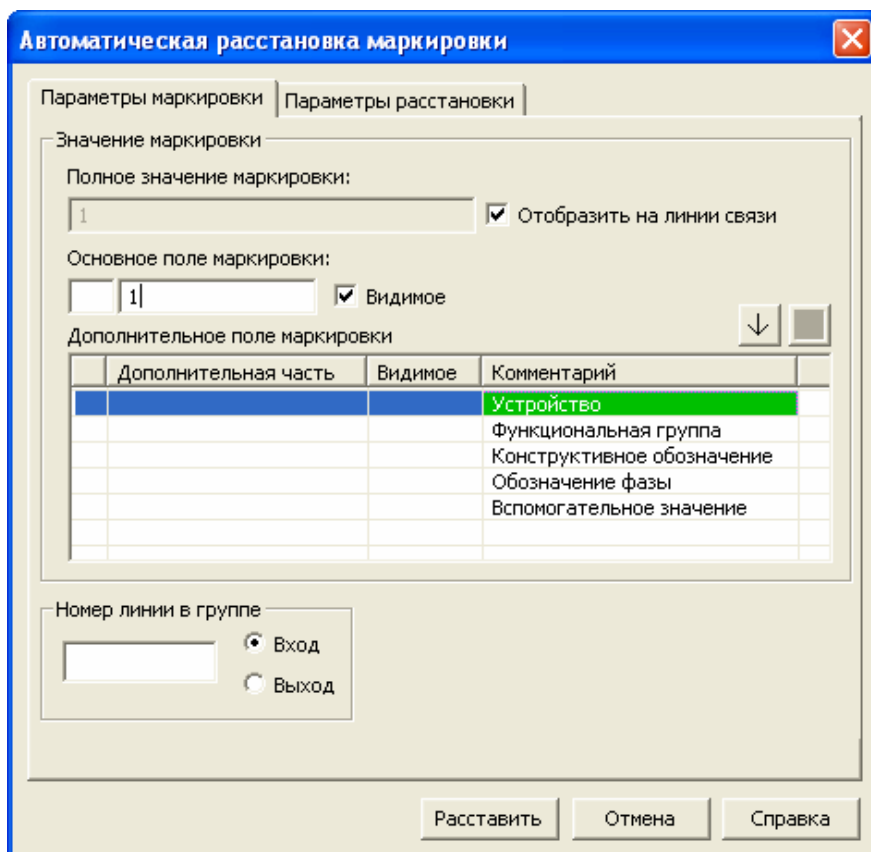 Автоматическая расстановка маркировки
Параметры маркировки Параметры расстановки
Значение маркировки
Полное значение маркировки:
1 Отобразить на линии связи
Основное поле маркировки:
1 Видимое
Дополнительное поле маркировки
Дополнительная часть Видимое Комментарий
Устройство
Функциональная группа
Конструктивное обозначение
Обозначение фазы
Вспомогательное значение
Номер линии в группе
Вход
Выход
Расставить Отмена Справка